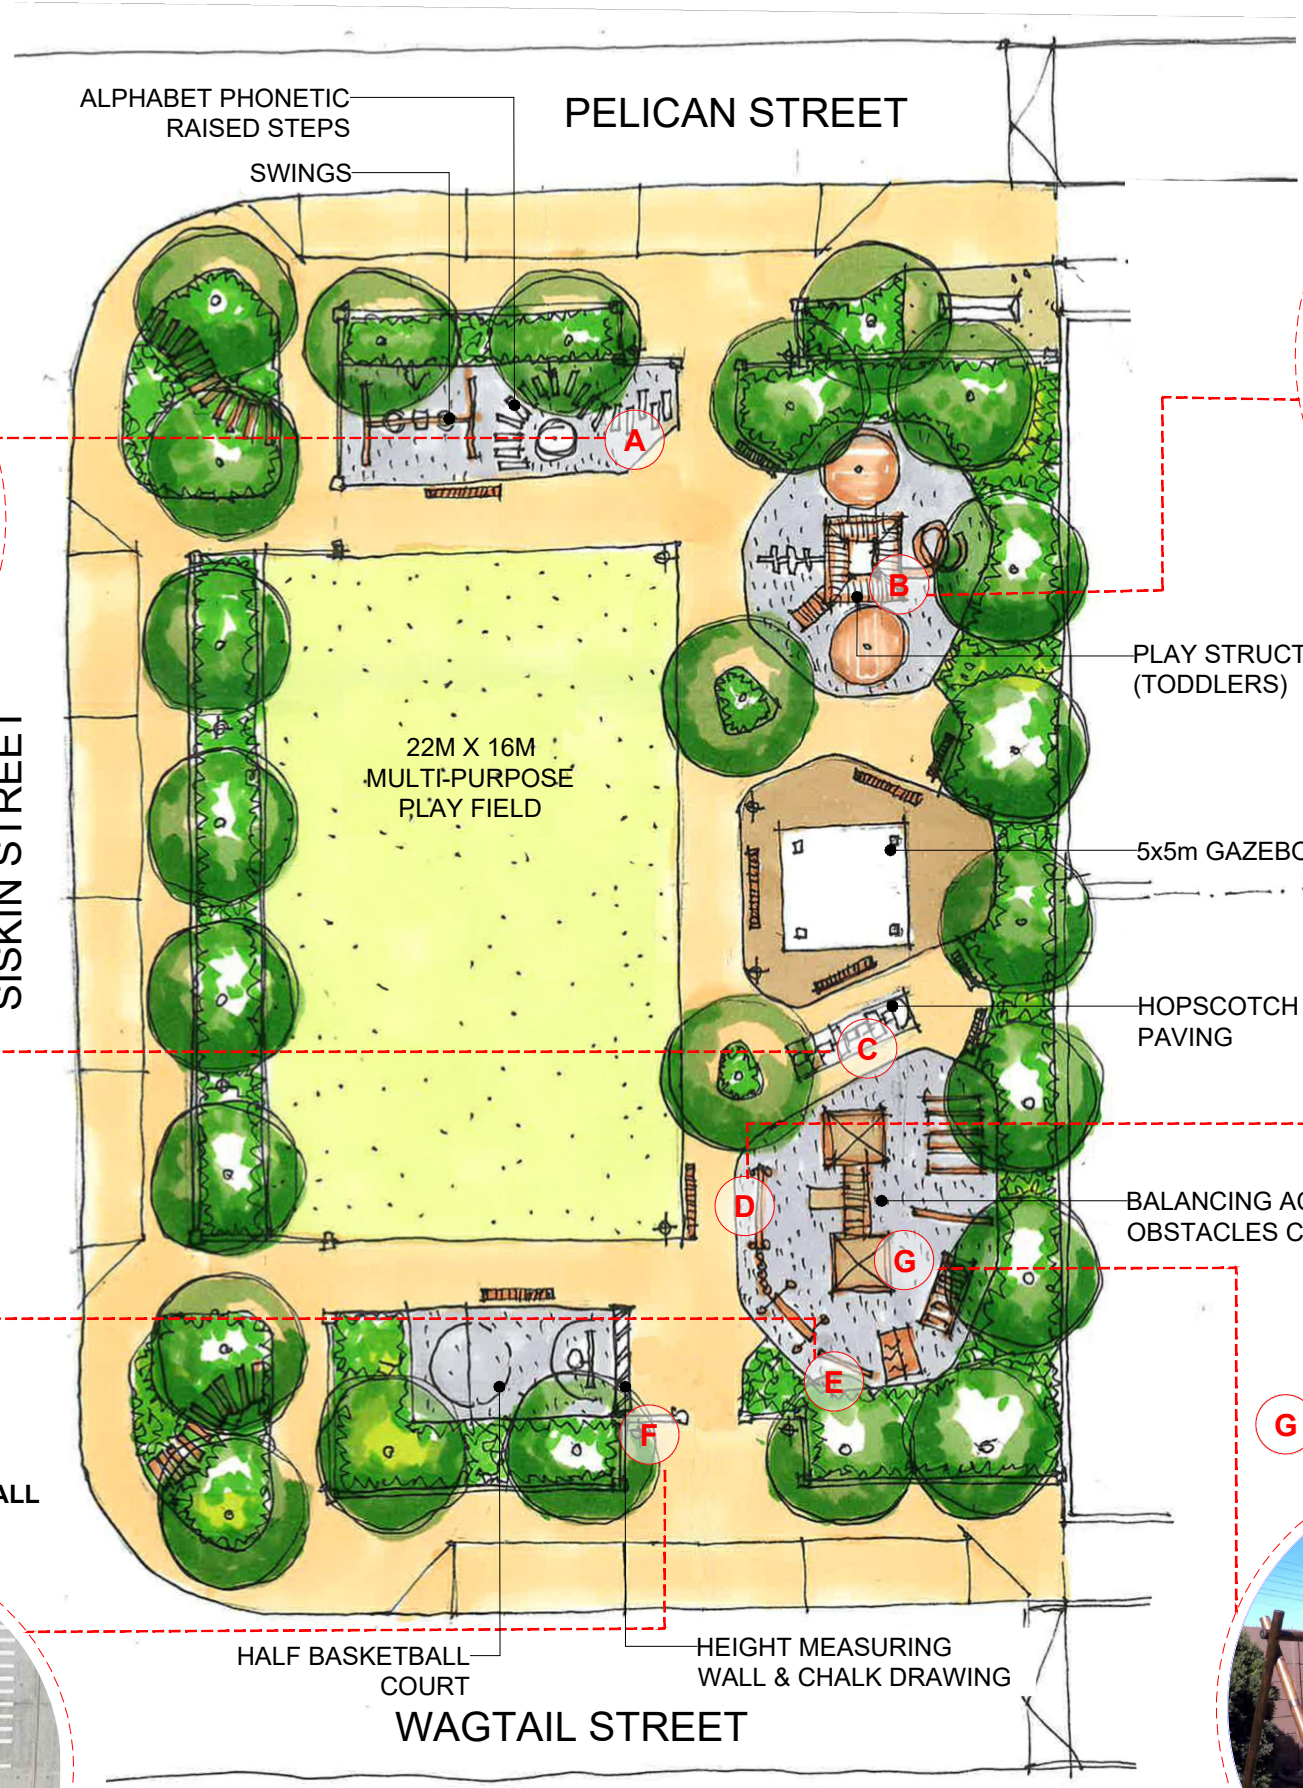 PELICAN STREET
ALPHABET PHONETIC
RAISED STEPS
SWINGS
A
B
PLAY STRUCT
(TODDLERS)
SISKIN STREET
22M X 16M
MULTI-PURPOSE
PLAY FIELD
5x5m GAZEBO
HOPSCOTCH
PAVING
C
D
BALANCING AC
OBSTACLES C
G
E
F
G
ALL
HALF BASKETBALL
COURT
HEIGHT MEASURING
WALL & CHALK DRAWING
WAGTAIL STREET